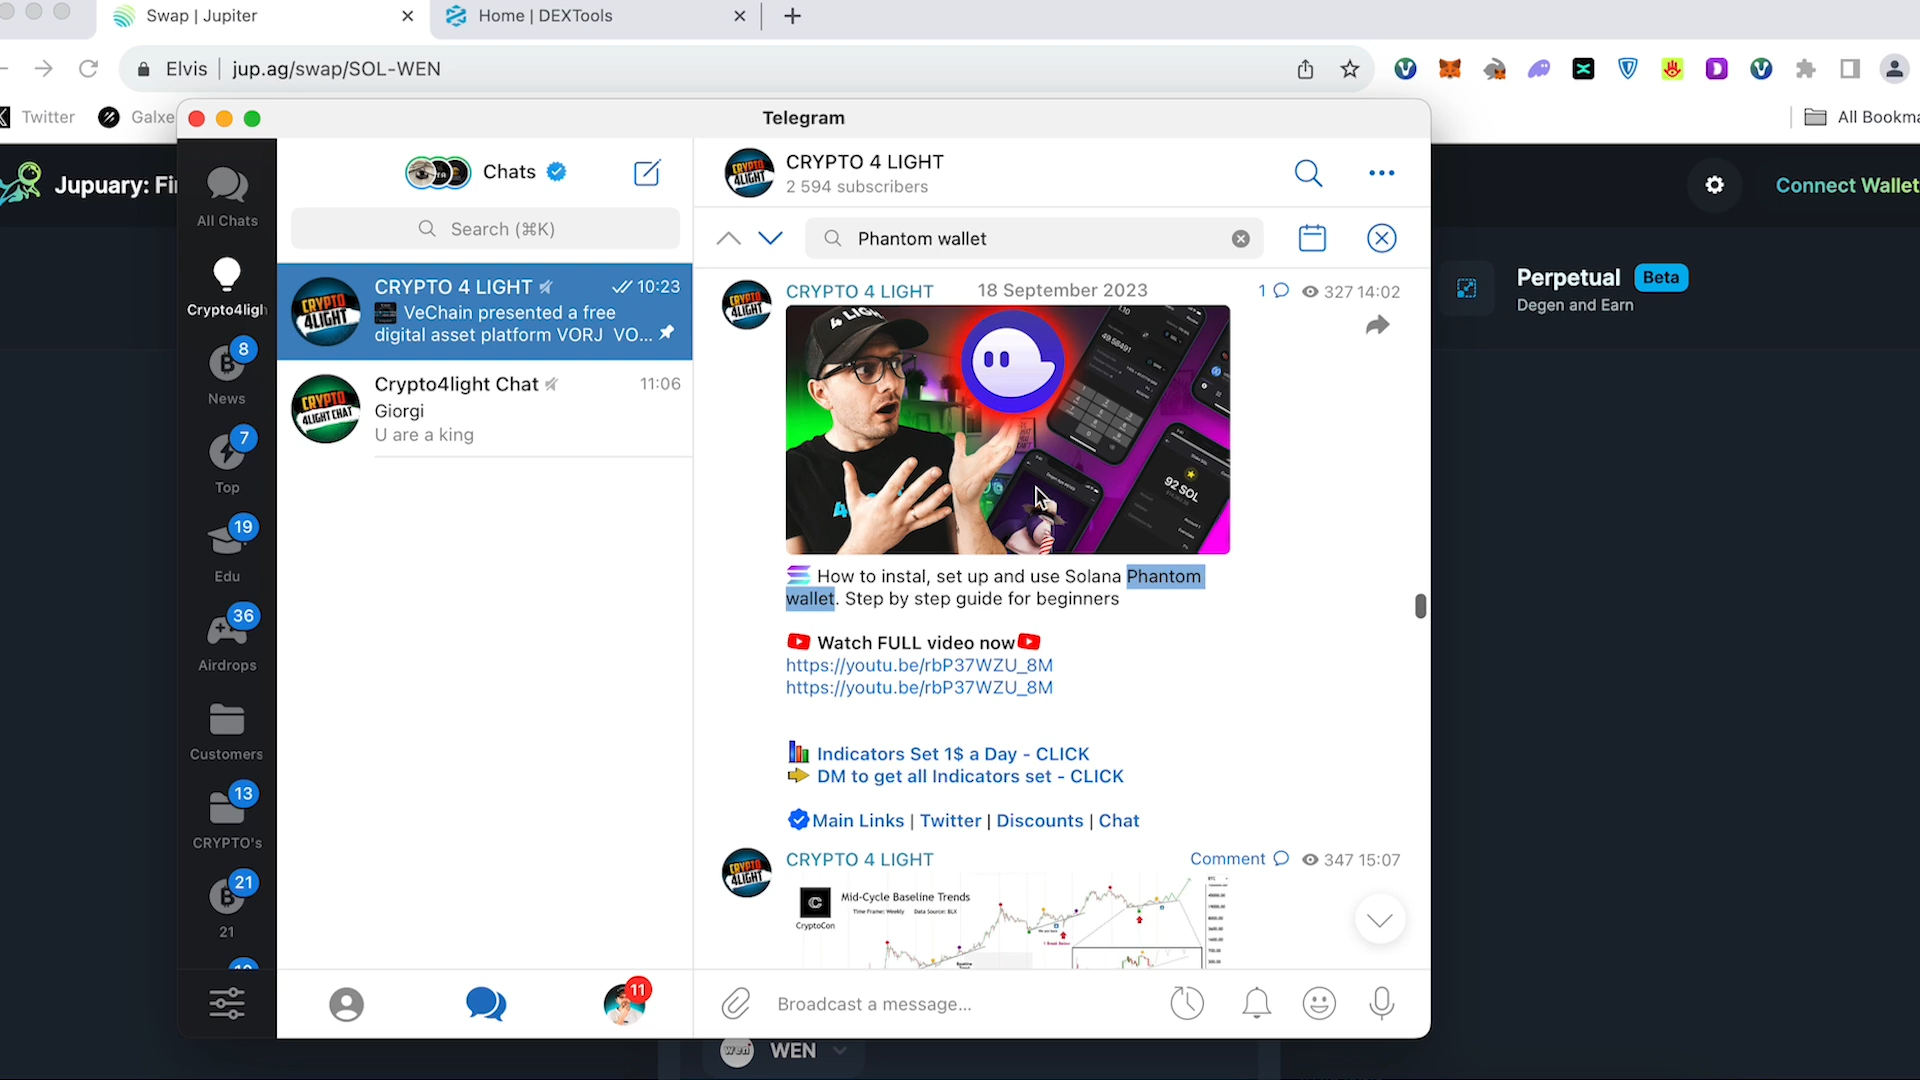 Swap | Jupiter
Home | DEXTools
Elvis
jup.ag/swap/SOL-WEN
Twitter
Galxe
All Bookma
Jupuary: Fi
Connect Wallet
Perpetual Beta
Degen and Earn
Telegram
All Chats
Crypto4ligh
8
News
7
Top
19
Edu
36
Airdrops
Customers
13
CRYPTO's
21
21
Chats
Search (⌘K)
CRYPTO 4 LIGHT 10:23
VeChain presented a free
digital asset platform VORJ VO...
Crypto4light Chat 11:06
Giorgi
U are a king
11
CRYPTO 4 LIGHT
2 594 subscribers
Phantom wallet
CRYPTO 4 LIGHT 18 September 2023 1 327 14:02
92 SOL
How to instal, set up and use Solana Phantom
wallet. Step by step guide for beginners
Watch FULL video now
https://youtu.be/rbP37WZU_8M
https://youtu.be/rbP37WZU_8M
Indicators Set 1$ a Day - CLICK
DM to get all Indicators set - CLICK
Main Links | Twitter | Discounts | Chat
CRYPTO 4 LIGHT Comment 347 15:07
Mid-Cycle Baseline Trends
Time Frame: Weekly Data Source: BLX
CryptoCon
Broadcast a message...
WEN